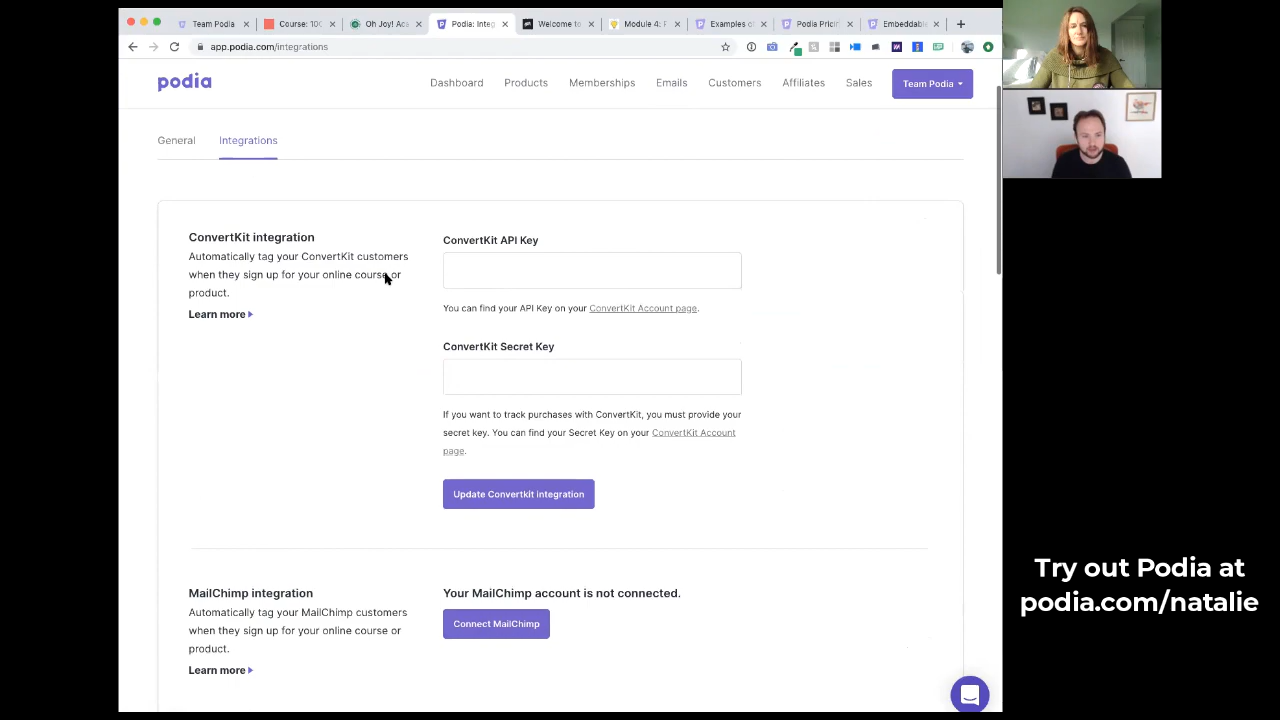 Team Podia
Course: 10
Oh Joy! Ac
Podia: Integ
Welcome to
Module 4: F
Examples o
Podia Pricin
Embeddable
app.podia.com/integrations
podia
Dashboard
Products
Memberships
Emails
Customers
Affiliates
Sales
Team Podia
General
Integrations
ConvertKit integration
Automatically tag your ConvertKit customers
when they sign up for your online course or
product.
Learn more
ConvertKit API Key
You can find your API Key on your ConvertKit Account page.
ConvertKit Secret Key
If you want to track purchases with ConvertKit, you must provide your
secret key. You can find your Secret Key on your ConvertKit Account
page.
Update Convertkit integration
MailChimp integration
Automatically tag your MailChimp customers
when they sign up for your online course or
product.
Learn more
Your MailChimp account is not connected.
Connect MailChimp
Try out Podia at
podia.com/natalie